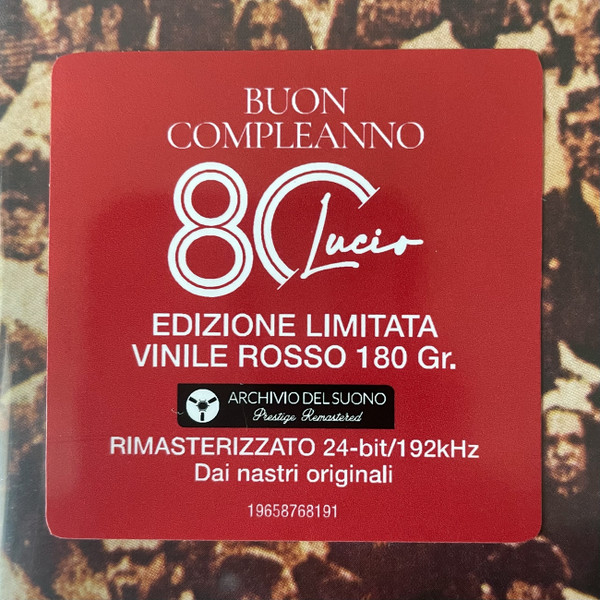 BUON
COMPLEANNO
80 Lucio
EDIZIONE LIMITATA
VINILE ROSSO 180 Gr.
ARCHIVIO DEL SUONO
Prestige Remastered
RIMASTERIZZATO 24-bit/192kHz
Dai nastri originali
19658768191